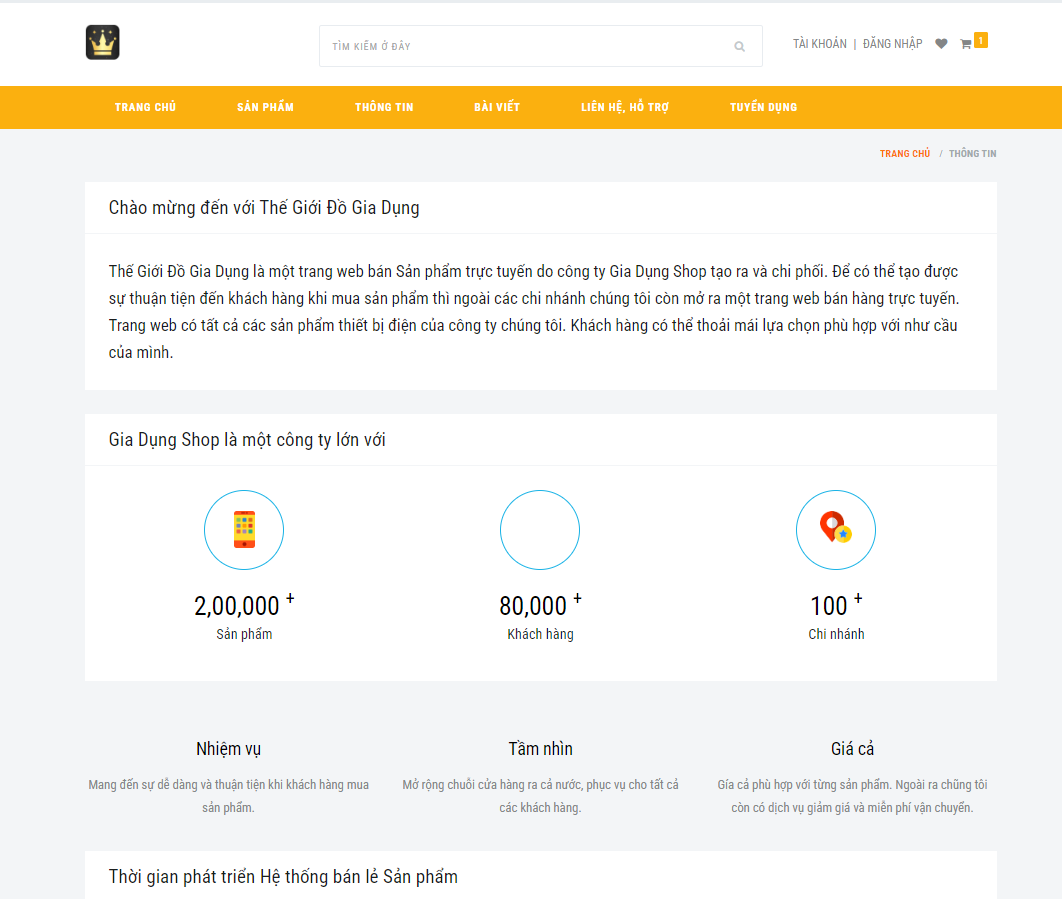 TÌM KIẾM Ở ĐÂY
TÀI KHOẢN | ĐĂNG NHẬP 1
TRANG CHỦ SẢN PHẨM THÔNG TIN BÀI VIẾT LIÊN HỆ, HỖ TRỢ TUYỂN DỤNG
TRANG CHỦ / THÔNG TIN
Chào mừng đến với Thế Giới Đồ Gia Dụng
Thế Giới Đồ Gia Dụng là một trang web bán Sản phẩm trực tuyến do công ty Gia Dụng Shop tạo ra và chi phối. Để có thể tạo được
sự thuận tiện đến khách hàng khi mua sản phẩm thì ngoài các chi nhánh chúng tôi còn mở ra một trang web bán hàng trực tuyến.
Trang web có tất cả các sản phẩm thiết bị điện của công ty chúng tôi. Khách hàng có thể thoải mái lựa chọn phù hợp với như cầu
của mình.
Gia Dụng Shop là một công ty lớn với
2,00,000 + 80,000 + 100 +
Sản phẩm Khách hàng Chi nhánh
Nhiệm vụ Tầm nhìn Giá cả
Mang đến sự dễ dàng và thuận tiện khi khách hàng mua
sản phẩm.
Mở rộng chuỗi cửa hàng ra cả nước, phục vụ cho tất cả
các khách hàng.
Gía cả phù hợp với từng sản phẩm. Ngoài ra chũng tôi
còn có dịch vụ giảm giá và miễn phí vận chuyển.
Thời gian phát triển Hệ thống bán lẻ Sản phẩm